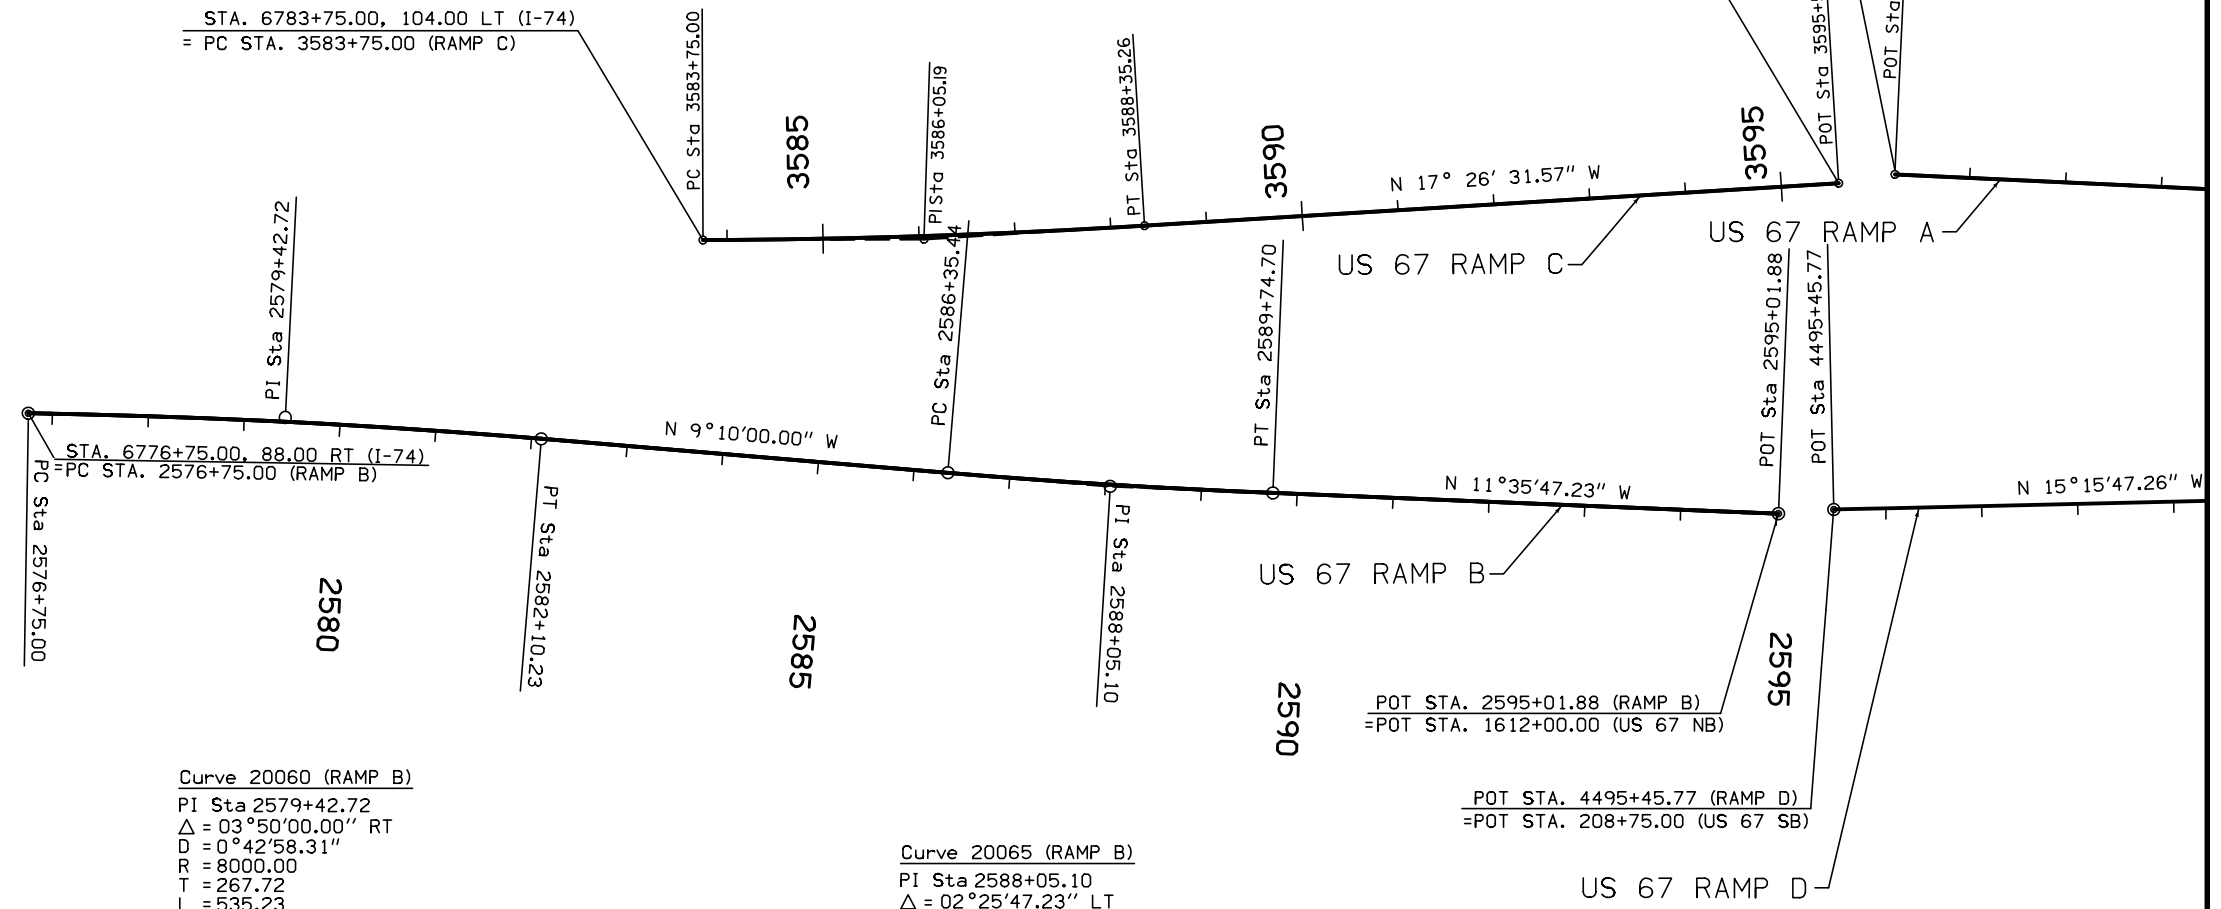 STA. 6783+75.00, 104.00 LT (I-74)
= PC STA. 3583+75.00 (RAMP C)
PC Sta 3583+75.00
3585
PI Sta 3586+05.19
PT Sta 3588+35.26
3590
N 17° 26' 31.57" W
3595
POT Sta 3595+
POT Sta
US 67 RAMP C
US 67 RAMP A
PI Sta 2579+42.72
PC Sta 2586+35.44
PT Sta 2589+74.70
POT Sta 2595+01.88
POT Sta 4495+45.77
STA. 6776+75.00, 88.00 RT (I-74)
=PC STA. 2576+75.00 (RAMP B)
N 9°10'00.00" W
N 11°35'47.23" W
N 15°15'47.26" W
PC Sta 2576+75.00
2580
PT Sta 2582+10.23
2585
PI Sta 2588+05.10
2590
US 67 RAMP B
2595
POT STA. 2595+01.88 (RAMP B)
=POT STA. 1612+00.00 (US 67 NB)
POT STA. 4495+45.77 (RAMP D)
=POT STA. 208+75.00 (US 67 SB)
US 67 RAMP D
Curve 20060 (RAMP B)
PI Sta 2579+42.72
△ = 03°50'00.00" RT
D = 0°42'58.31"
R = 8000.00
T = 267.72
L = 535.23
Curve 20065 (RAMP B)
PI Sta 2588+05.10
△ = 02°25'47.23" LT